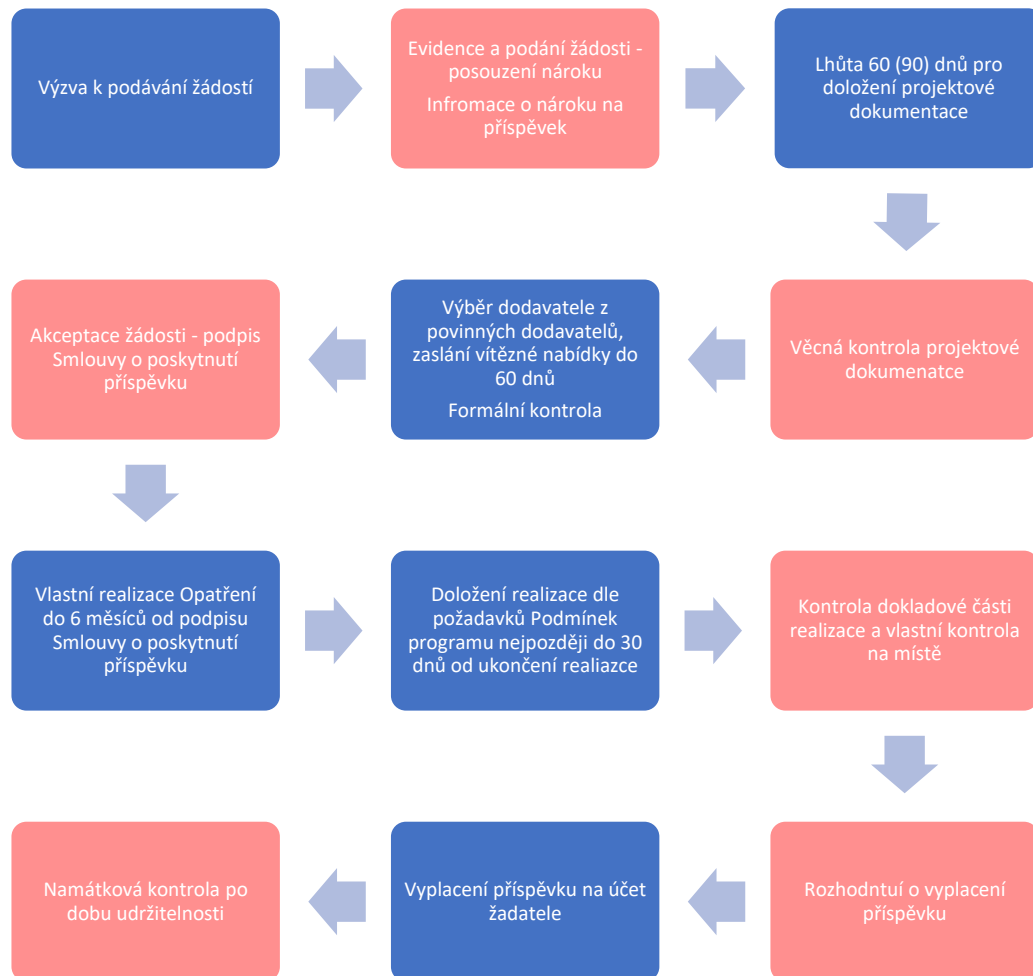 Výzva k podávání žádostí
Evidence a podání žádosti -
posouzení nároku
Infromace o nároku na
příspěvek
Lhůta 60 (90) dnů pro
doložení projektové
dokumentace
Věcná kontrola projektové
dokumenatce
Výběr dodavatele z
povinných dodavatelů,
zaslání vítězné nabídky do
60 dnů
Formální kontrola
Akceptace žádosti - podpis
Smlouvy o poskytnutí
příspěvku
Vlastní realizace Opatření
do 6 měsíců od podpisu
Smlouvy o poskytnutí
příspěvku
Doložení realizace dle
požadavků Podmínek
programu nejpozději do 30
dnů od ukončení realiazce
Kontrola dokladové části
realizace a vlastní kontrola
na místě
Rozhodntuí o vyplacení
příspěvku
Vyplacení příspěvku na účet
žadatele
Namátková kontrola po
dobu udržitelnosti